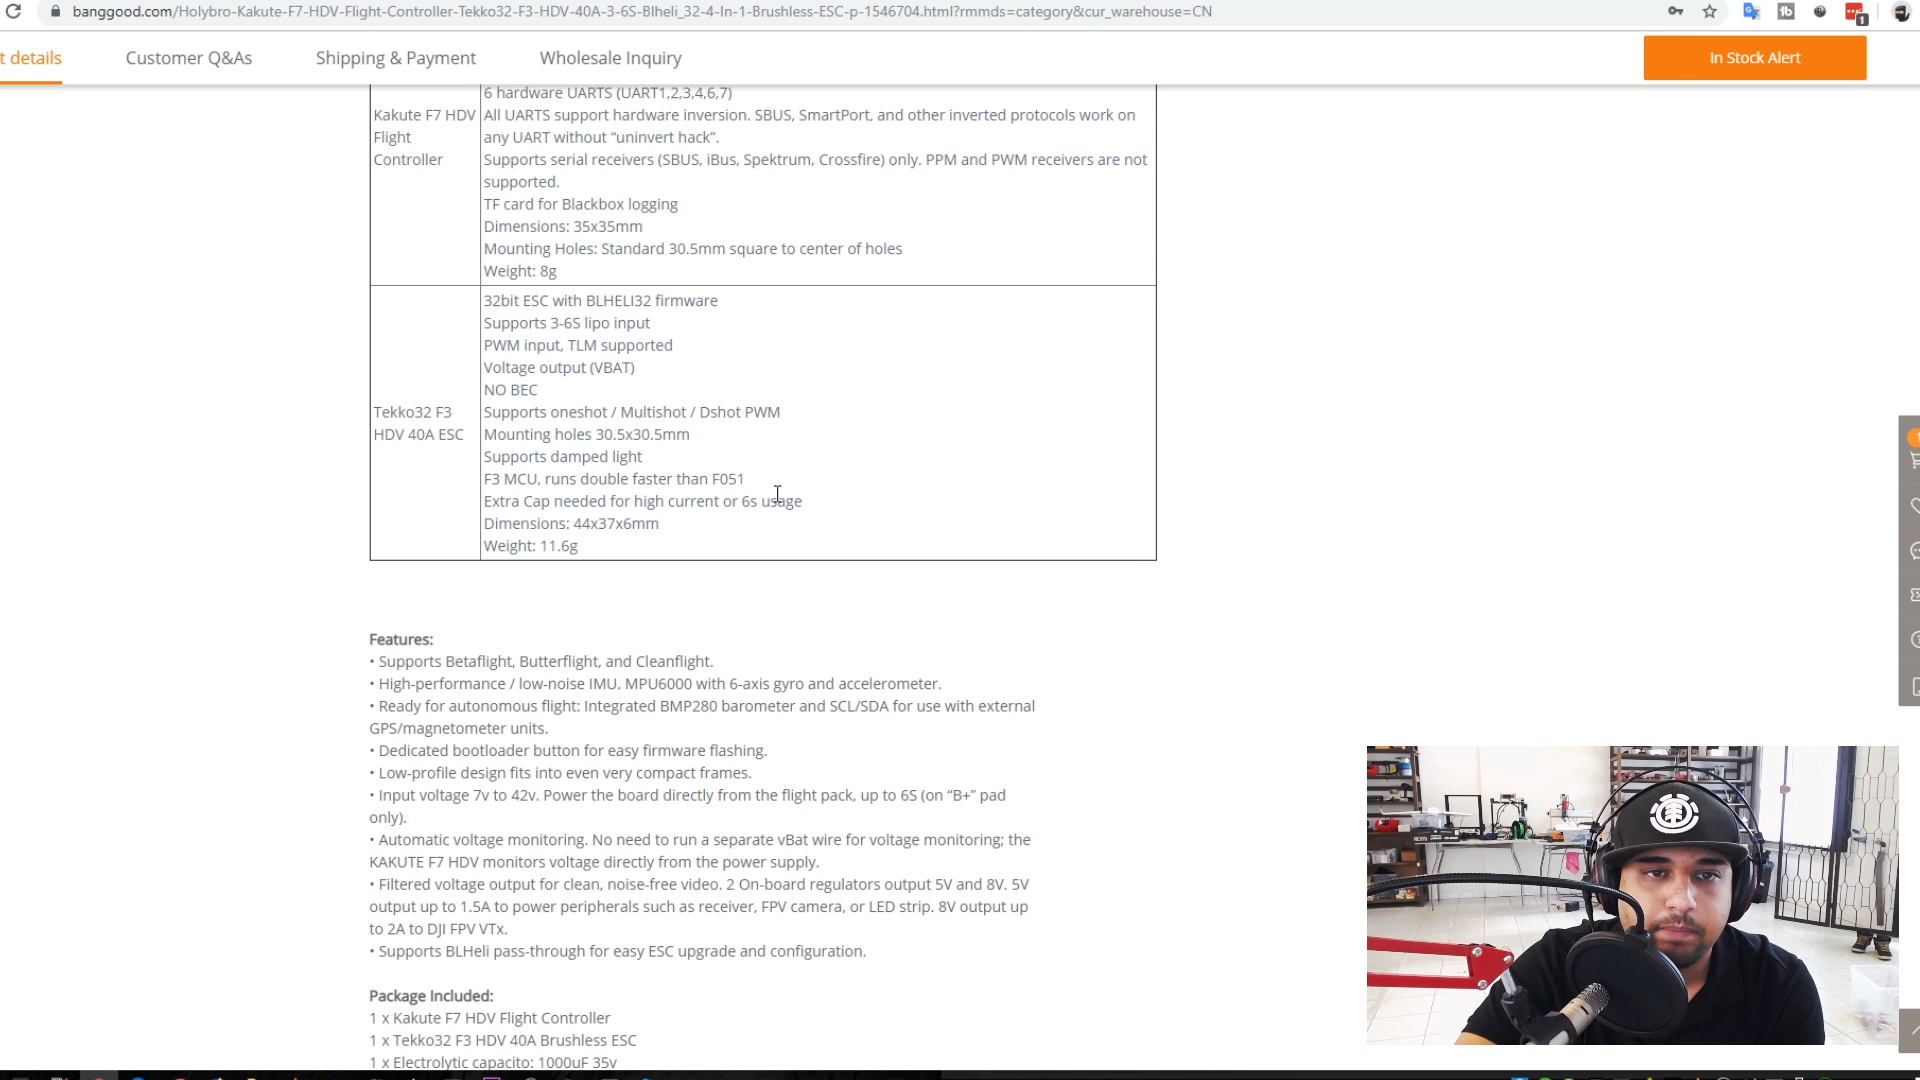 banggood.com/Holybro-Kakute-F7-HDV-Flight-Controller-Tekko32-F3-HDV-40A-3-6S-Blheli_32-4-In-1-Brushless-ESC-p-1546704.html?rmmds=category&cur_warehouse=CN
t details
Customer Q&As
Shipping & Payment
Wholesale Inquiry
In Stock Alert
Kakute F7 HDV
Flight
Controller
6 hardware UARTS (UART1,2,3,4,6,7)
All UARTS support hardware inversion. SBUS, SmartPort, and other inverted protocols work on
any UART without “uninvert hack”.
Supports serial receivers (SBUS, iBus, Spektrum, Crossfire) only. PPM and PWM receivers are not
supported.
TF card for Blackbox logging
Dimensions: 35x35mm
Mounting Holes: Standard 30.5mm square to center of holes
Weight: 8g
Tekko32 F3
HDV 40A ESC
32bit ESC with BLHELI32 firmware
Supports 3-6S lipo input
PWM input, TLM supported
Voltage output (VBAT)
NO BEC
Supports oneshot / Multishot / Dshot PWM
Mounting holes 30.5x30.5mm
Supports damped light
F3 MCU, runs double faster than F051
Extra Cap needed for high current or 6s usage
Dimensions: 44x37x6mm
Weight: 11.6g
Features:
• Supports Betaflight, Butterflight, and Cleanflight.
• High-performance / low-noise IMU. MPU6000 with 6-axis gyro and accelerometer.
• Ready for autonomous flight: Integrated BMP280 barometer and SCL/SDA for use with external
GPS/magnetometer units.
• Dedicated bootloader button for easy firmware flashing.
• Low-profile design fits into even very compact frames.
• Input voltage 7v to 42v. Power the board directly from the flight pack, up to 6S (on “B+” pad
only).
• Automatic voltage monitoring. No need to run a separate vBat wire for voltage monitoring; the
KAKUTE F7 HDV monitors voltage directly from the power supply.
• Filtered voltage output for clean, noise-free video. 2 On-board regulators output 5V and 8V. 5V
output up to 1.5A to power peripherals such as receiver, FPV camera, or LED strip. 8V output up
to 2A to DJI FPV VTx.
• Supports BLHeli pass-through for easy ESC upgrade and configuration.
Package Included:
1 x Kakute F7 HDV Flight Controller
1 x Tekko32 F3 HDV 40A Brushless ESC
1 x Electrolytic capacito: 1000uF 35v